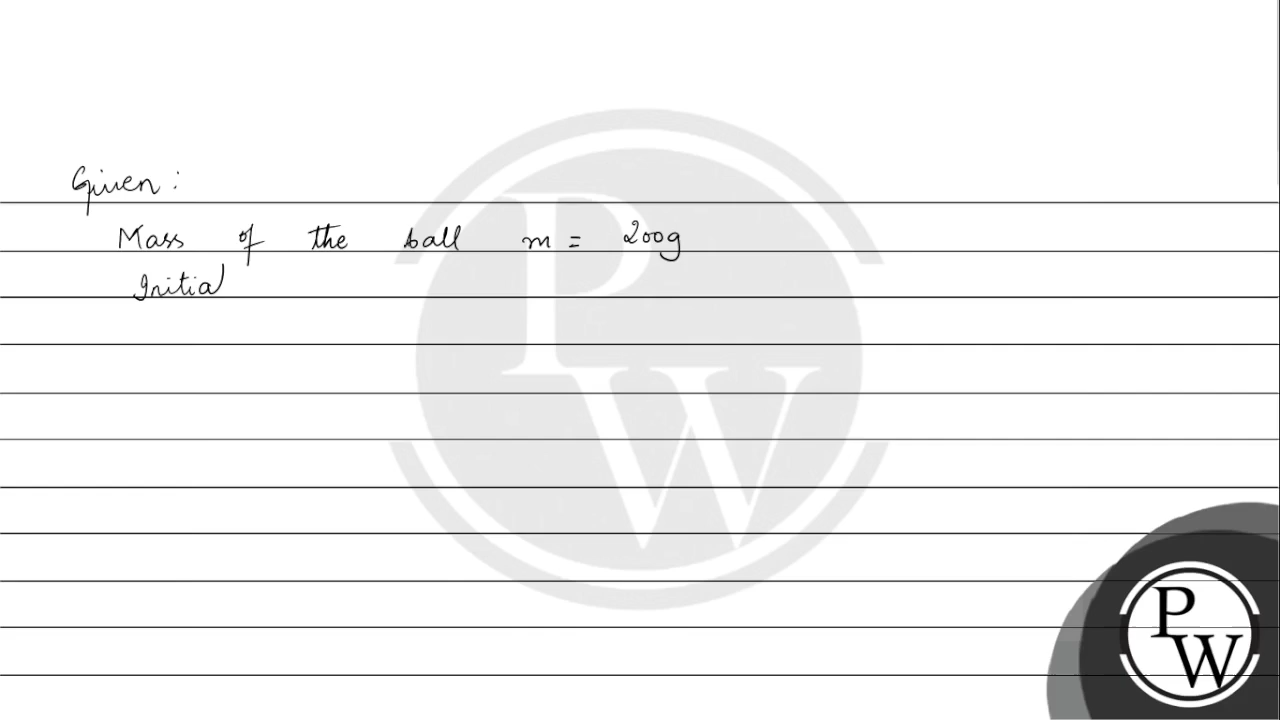 Given :
Mass of the ball m = 200g
Initial
P
W
P
W